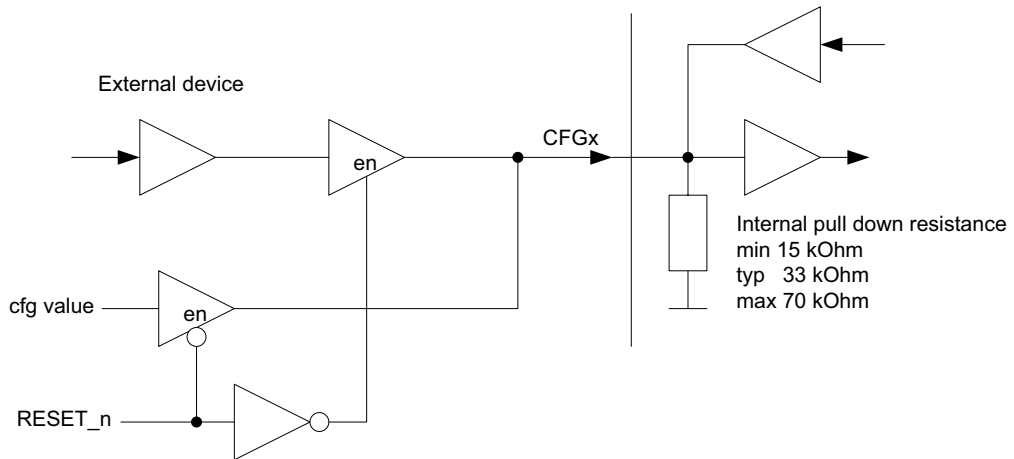 External device
en
CFGx
Internal pull down resistance
min 15 kOhm
typ 33 kOhm
max 70 kOhm
cfg value
en
RESET_n